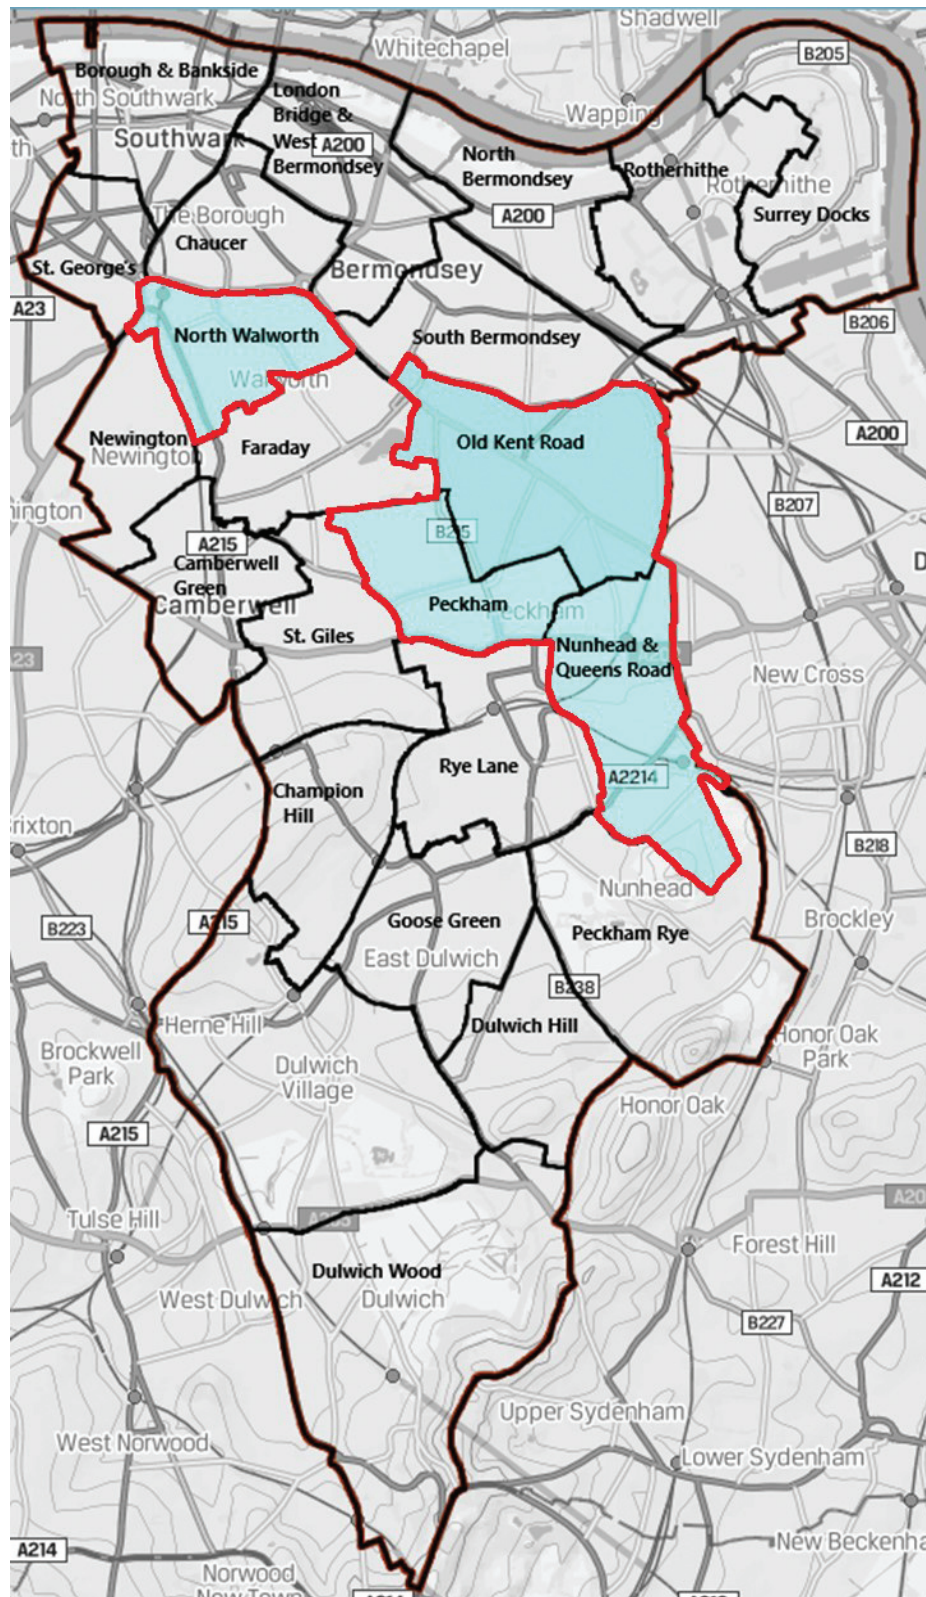 Shadwell
Whitechapel
B205
Borough & Bankside
North Southwark
London
Bridge &
West
Bermondsey
Southwark
A200
Wapping
North
Bermondsey
Rotherhithe
Rotherhithe
A200
Surrey Docks
The Borough
Chaucer
St. George's
Bermondsey
A23
B206
North Walworth
South Bermondsey
Walworth
A200
Newington
Newington
Faraday
Old Kent Road
B207
B215
A215
Camberwell
Green
Camberwell
Peckham
Peckham
St. Giles
Nunhead &
Queens Road
New Cross
Rye Lane
A2214
Champion
Hill
B218
Nunhead
A215
B223
Goose Green
Brockley
East Dulwich
Peckham Rye
B238
Dulwich Hill
Herne Hill
Honor Oak
Park
Brockwell
Park
Dulwich
Village
Honor Oak
A215
Tulse Hill
Forest Hill
Dulwich Wood
A212
West Dulwich
Dulwich
B227
Upper Sydenham
West Norwood
Lower Sydenham
A214
New Beckenha
Norwood
New Town